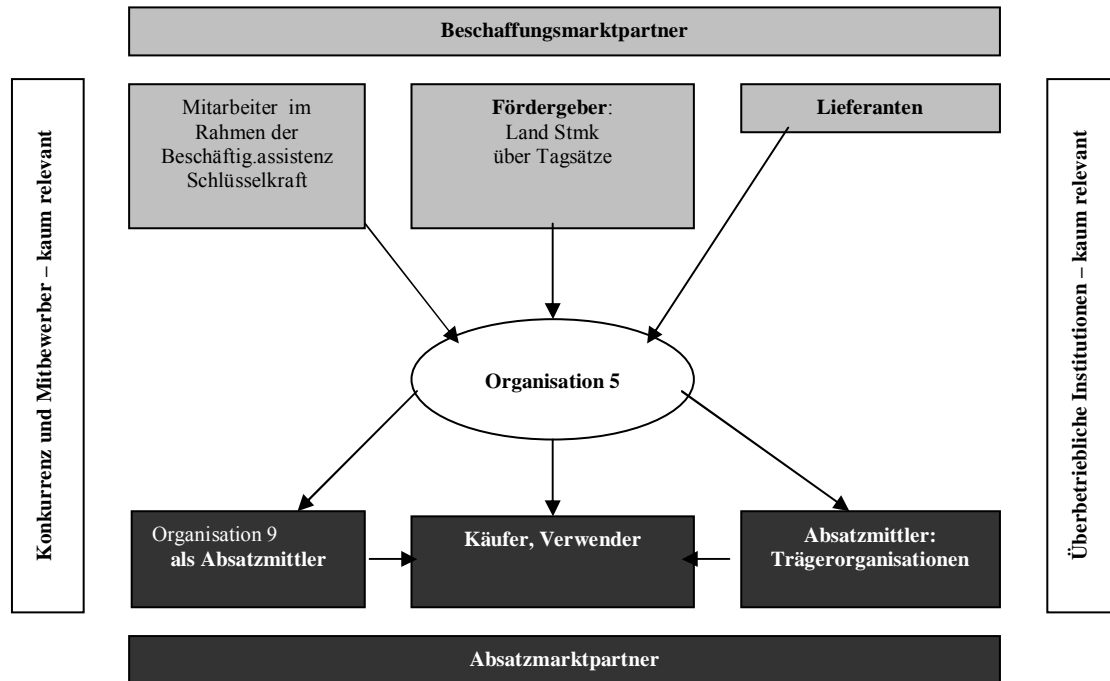 Beschaffungsmarktpartner
Konkurrenz und Mitbewerber – kaum relevant
Mitarbeiter im
Rahmen der
Beschäftig.assistenz
Schlüsselkraft
Fördergeber:
Land Stmk
über Tagsätze
Lieferanten
Überbetriebliche Institutionen – kaum relevant
Organisation 5
Organisation 9
als Absatzmittler
Käufer, Verwender
Absatzmittler:
Trägerorganisationen
Absatzmarktpartner